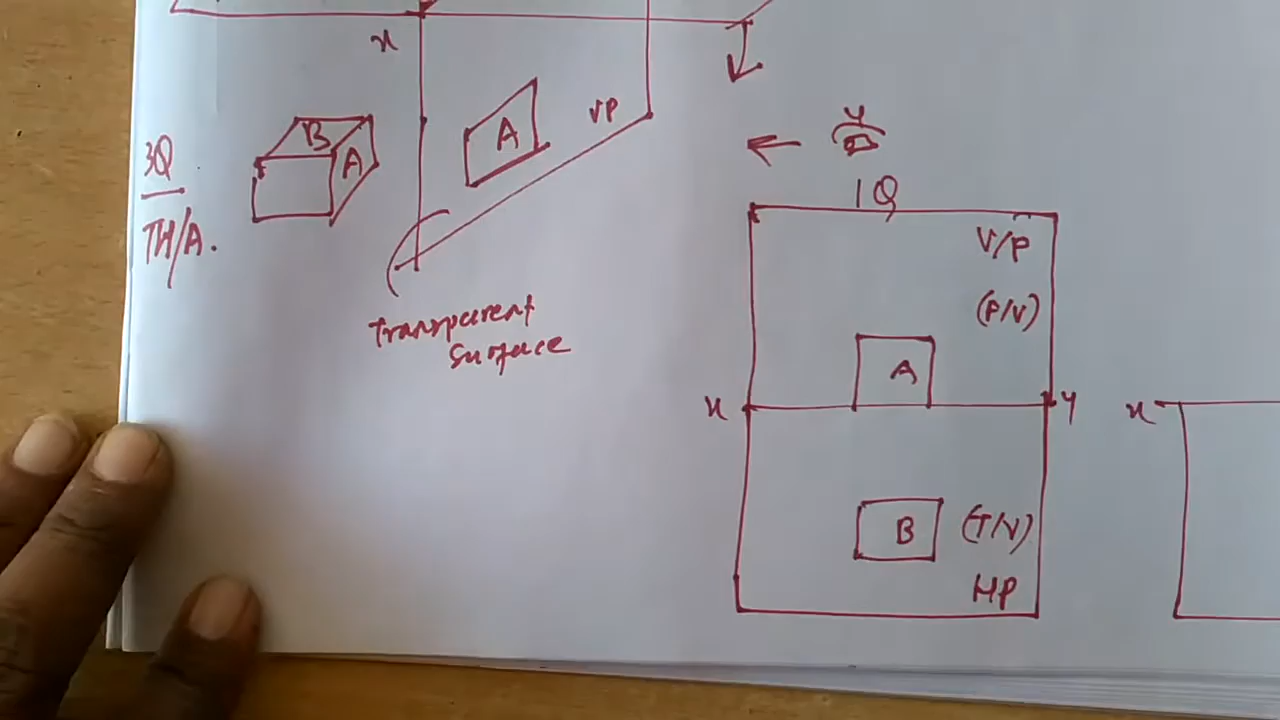 x
B
A
3Q
TH/A.
A
VP
Transparent
Surface
1Q
V/P
(F/V)
A
x
y
B
(T/V)
HP
x